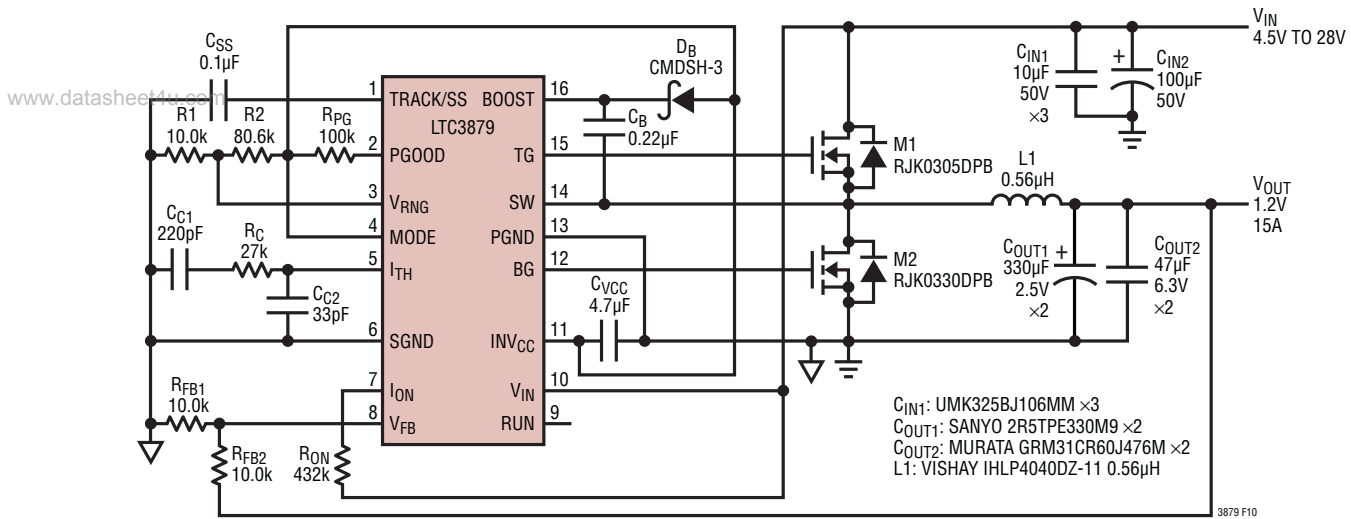 V_IN
4.5V TO 28V
C_SS
0.1µF
D_B
CMDSH-3
C_IN1
10µF
50V
×3
+
C_IN2
100µF
50V
www.datasheet4u.com
1
TRACK/SS
BOOST
16
LTC3879
R1
10.0k
R2
80.6k
R_PG
100k
C_B
0.22µF
2
PGOOD
TG
15
M1
RJK0305DPB
L1
0.56µH
3
V_RNG
SW
14
V_OUT
1.2V
15A
C_C1
220pF
R_C
27k
4
MODE
PGND
13
5
I_TH
BG
12
M2
RJK0330DPB
C_OUT1
330µF
2.5V
×2
+
C_OUT2
47µF
6.3V
×2
C_C2
33pF
C_VCC
4.7µF
6
SGND
INV_CC
11
7
I_ON
V_IN
10
R_FB1
10.0k
8
V_FB
RUN
9
R_FB2
10.0k
R_ON
432k
C_IN1: UMK325BJ106MM ×3
C_OUT1: SANYO 2R5TPE330M9 ×2
C_OUT2: MURATA GRM31CR60J476M ×2
L1: VISHAY IHLP4040DZ-11 0.56µH
3879 F10